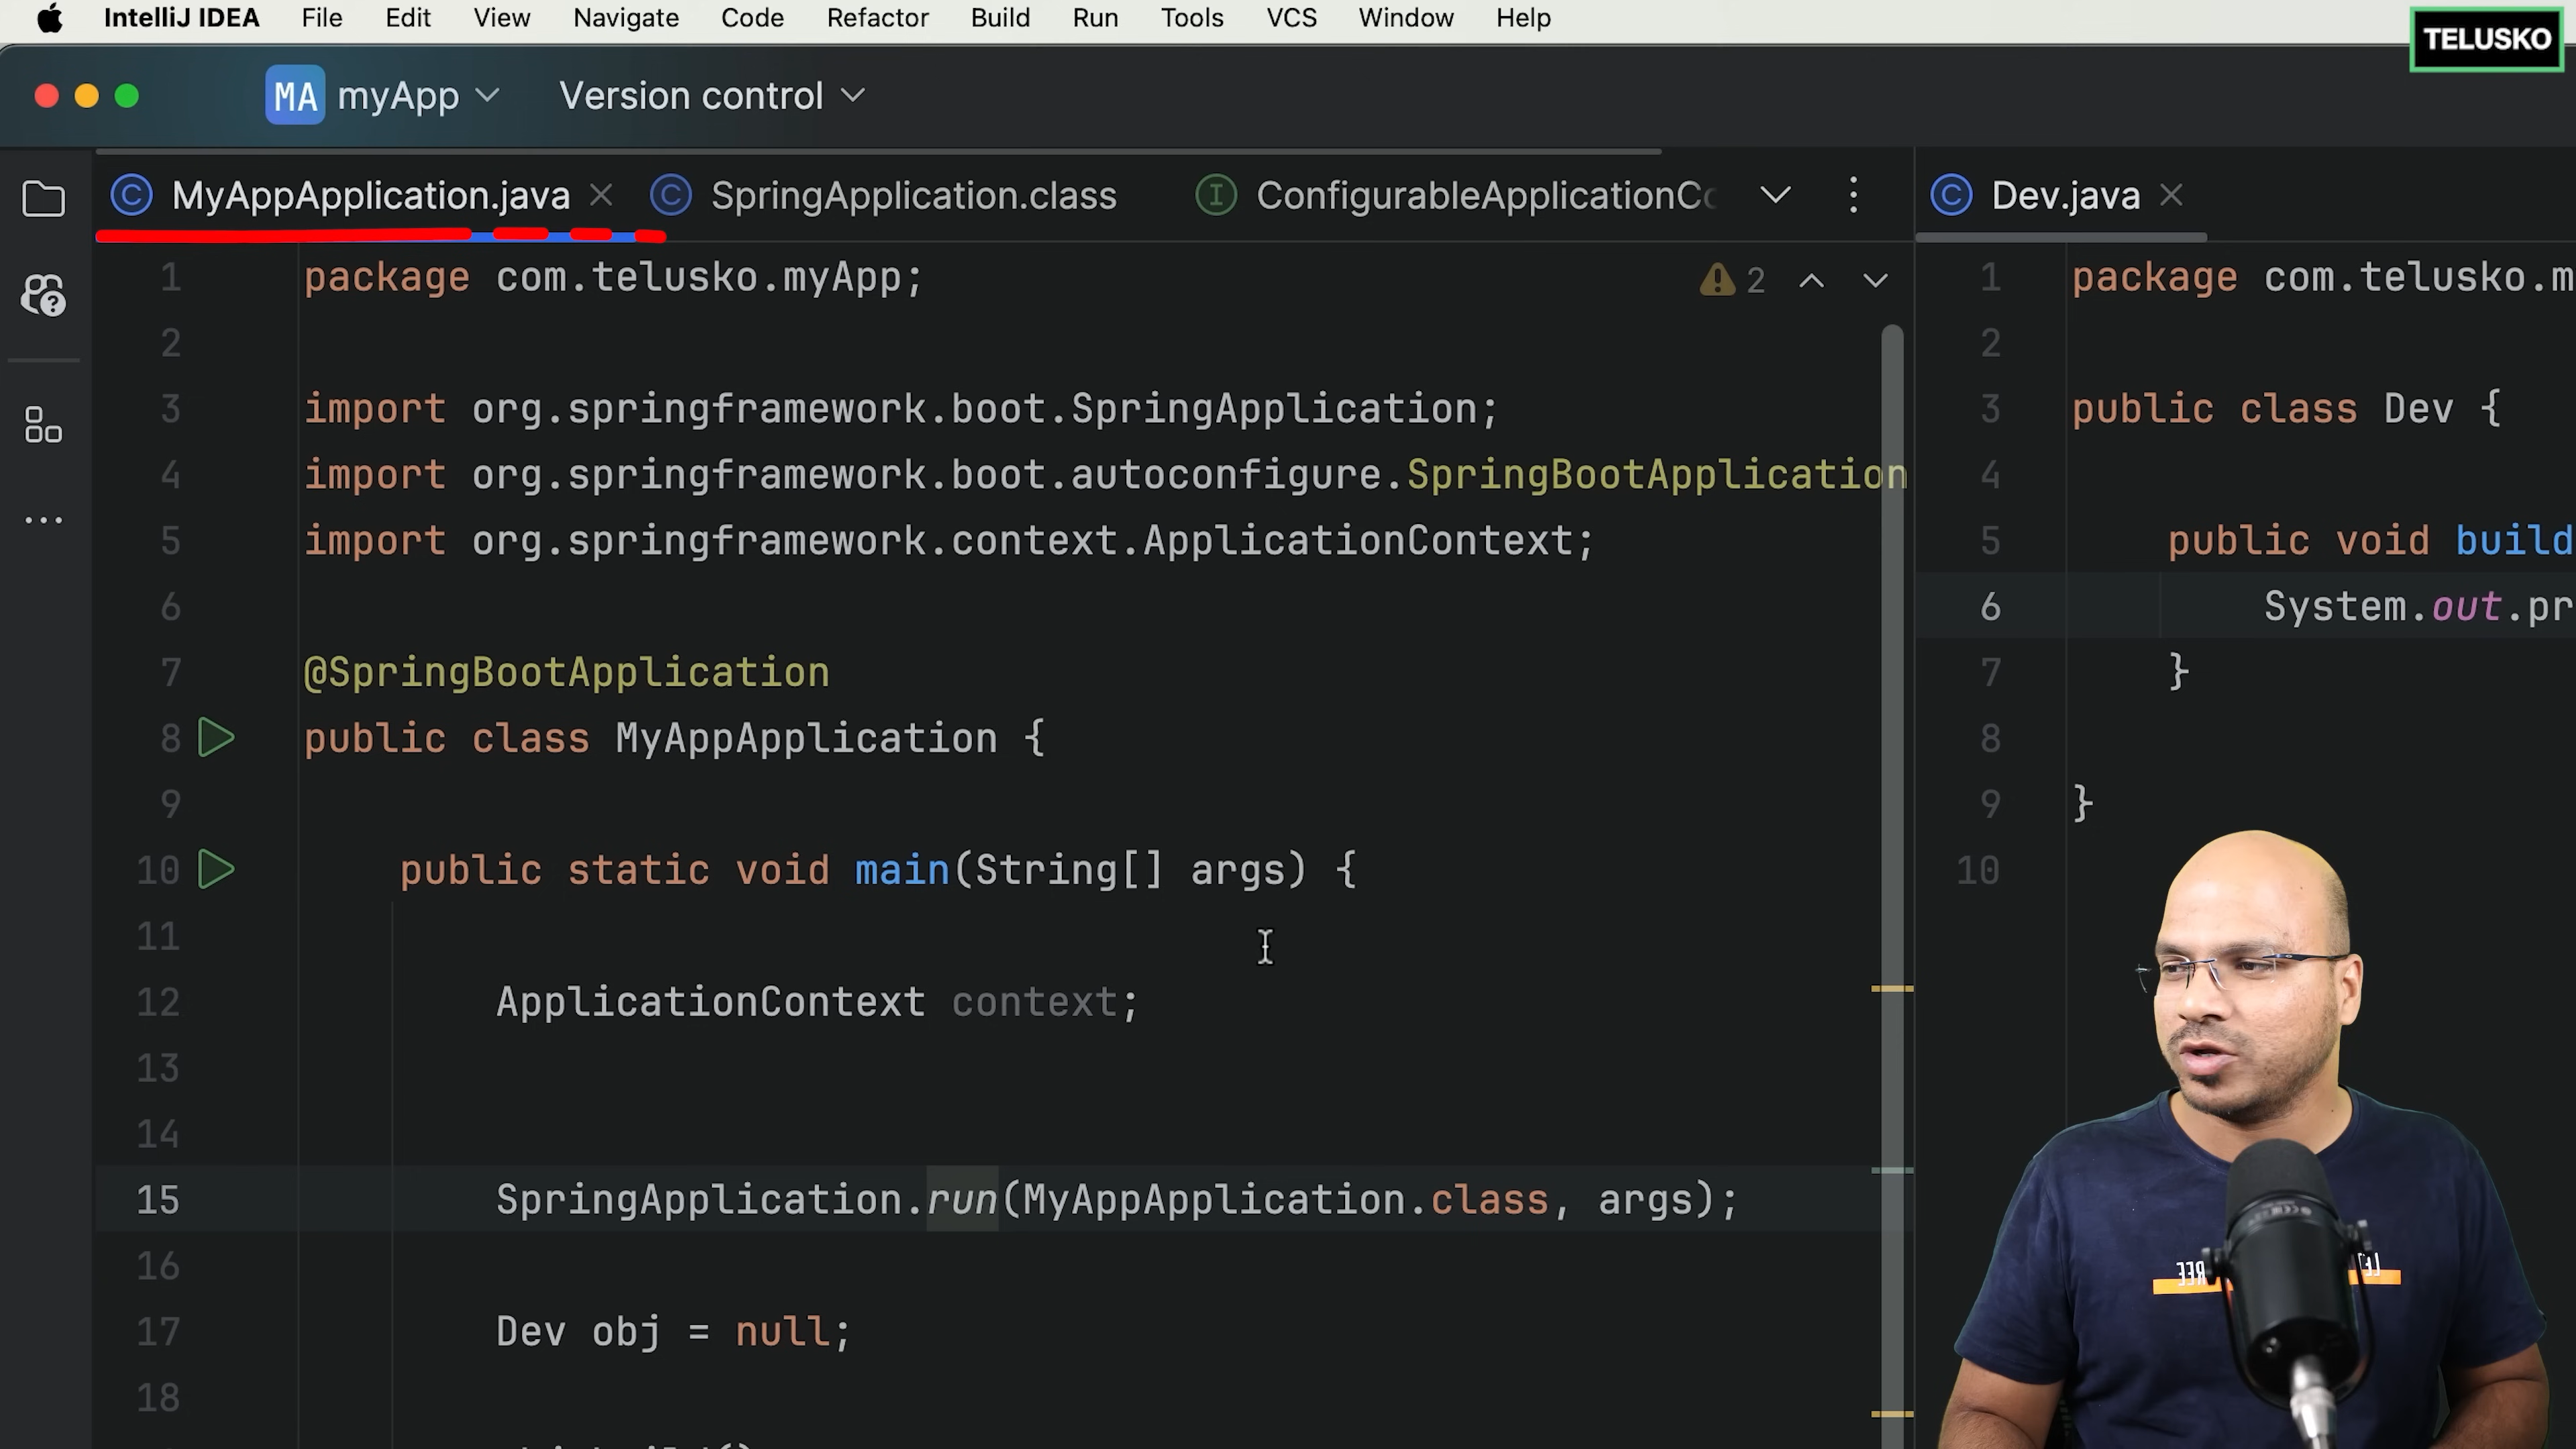 IntelliJ IDEA File Edit View Navigate Code Refactor Build Run Tools VCS Window Help
TELUSKO
MA myApp Version control
MyAppApplication.java SpringApplication.class ConfigurableApplicationCo
Dev.java
1 package com.telusko.myApp;
2
3 import org.springframework.boot.SpringApplication;
4 import org.springframework.boot.autoconfigure.SpringBootApplication
5 import org.springframework.context.ApplicationContext;
6
7 @SpringBootApplication
8 public class MyAppApplication {
9
10 public static void main(String[] args) {
11
12 ApplicationContext context;
13
14
15 SpringApplication.run(MyAppApplication.class, args);
16
17 Dev obj = null;
18
2
1 package com.telusko.m
2
3 public class Dev {
4
5 public void build
6 System.out.pr
7 }
8
9 }
10